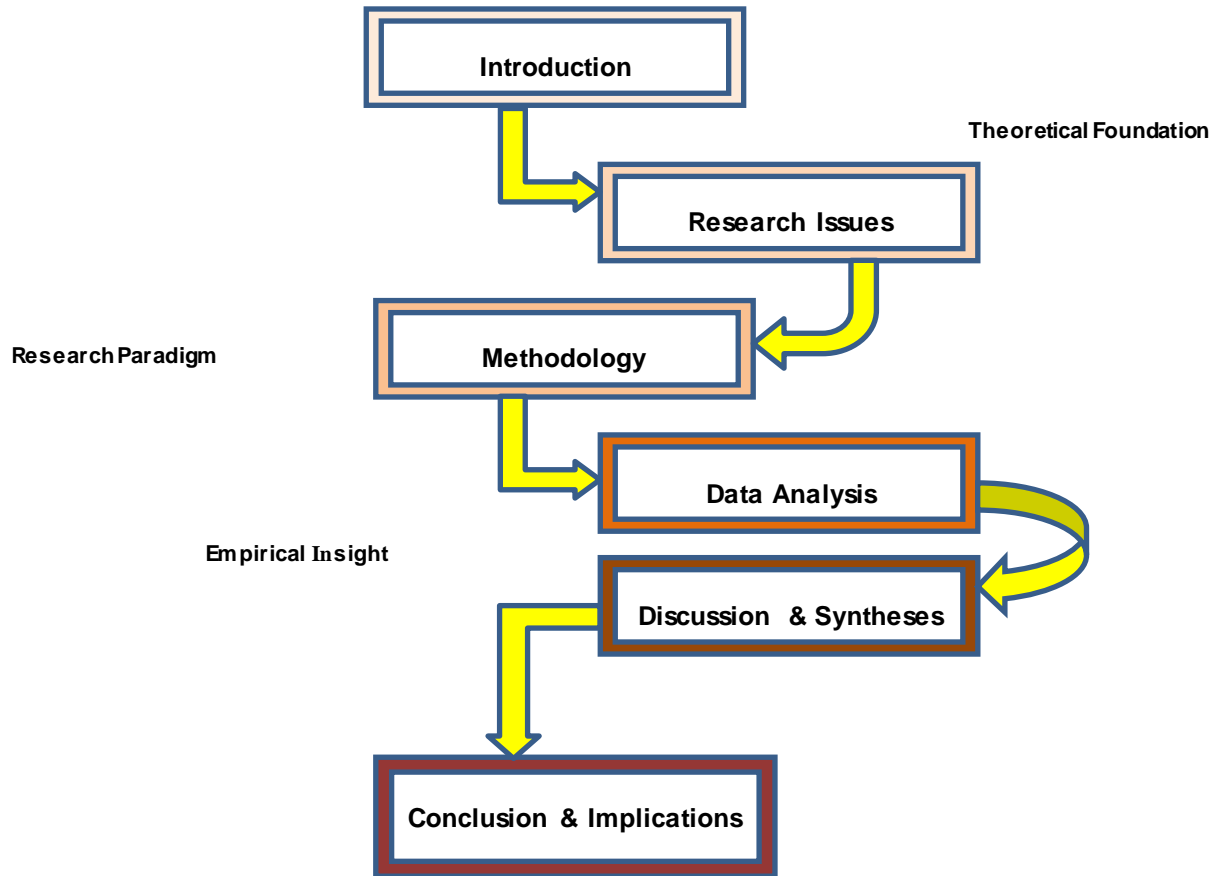 Introduction
Theoretical Foundation
Research Issues
Research Paradigm
Methodology
Data Analysis
Empirical Insight
Discussion & Syntheses
Conclusion & Implications